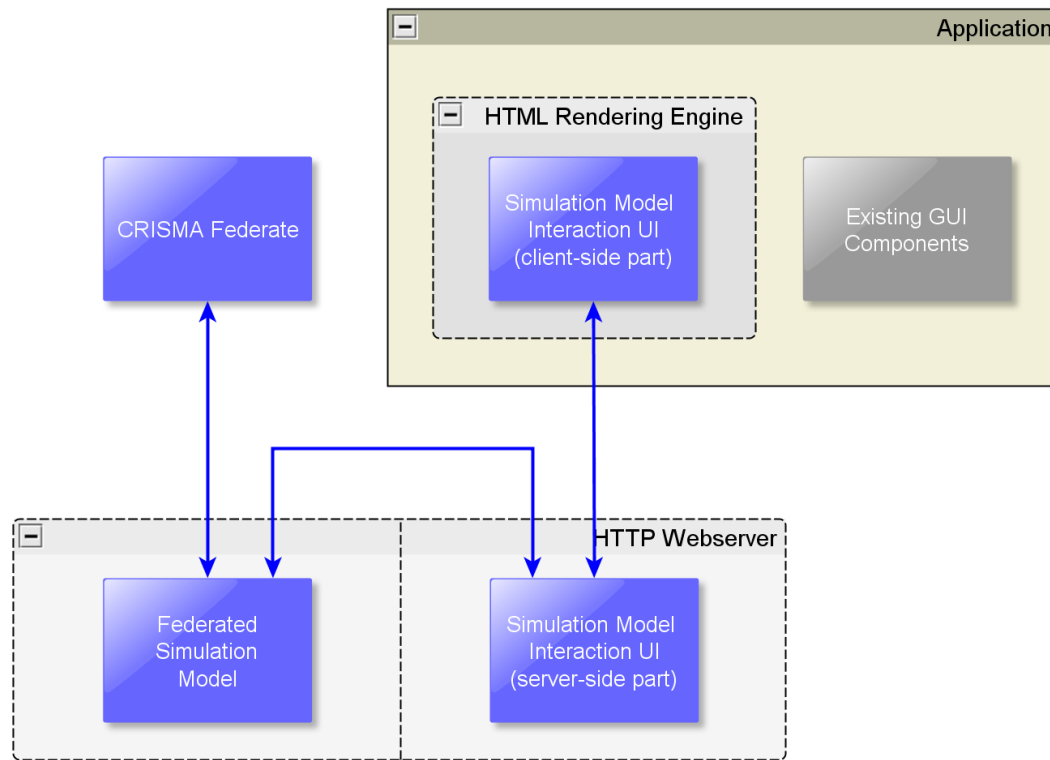 Application
HTML Rendering Engine
CRISMA Federate
Simulation Model
Interaction UI
(client-side part)
Existing GUI
Components
HTTP Webserver
Federated
Simulation
Model
Simulation Model
Interaction UI
(server-side part)